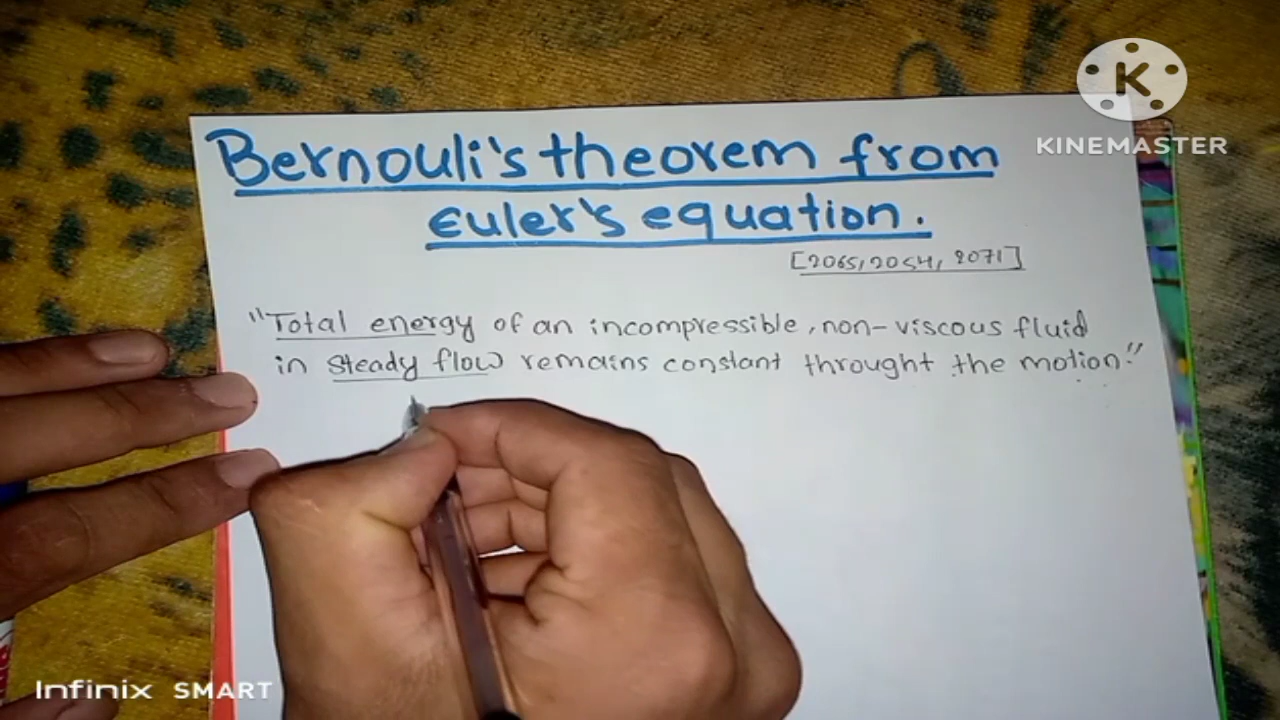 Bernouli's theorem from
Euler's equation.
[2065, 2054, 2071]
"Total energy of an incompressible, non-viscous fluid
in steady flow remains constant throught the motion."
K
KINEMASTER
Infinix SMART